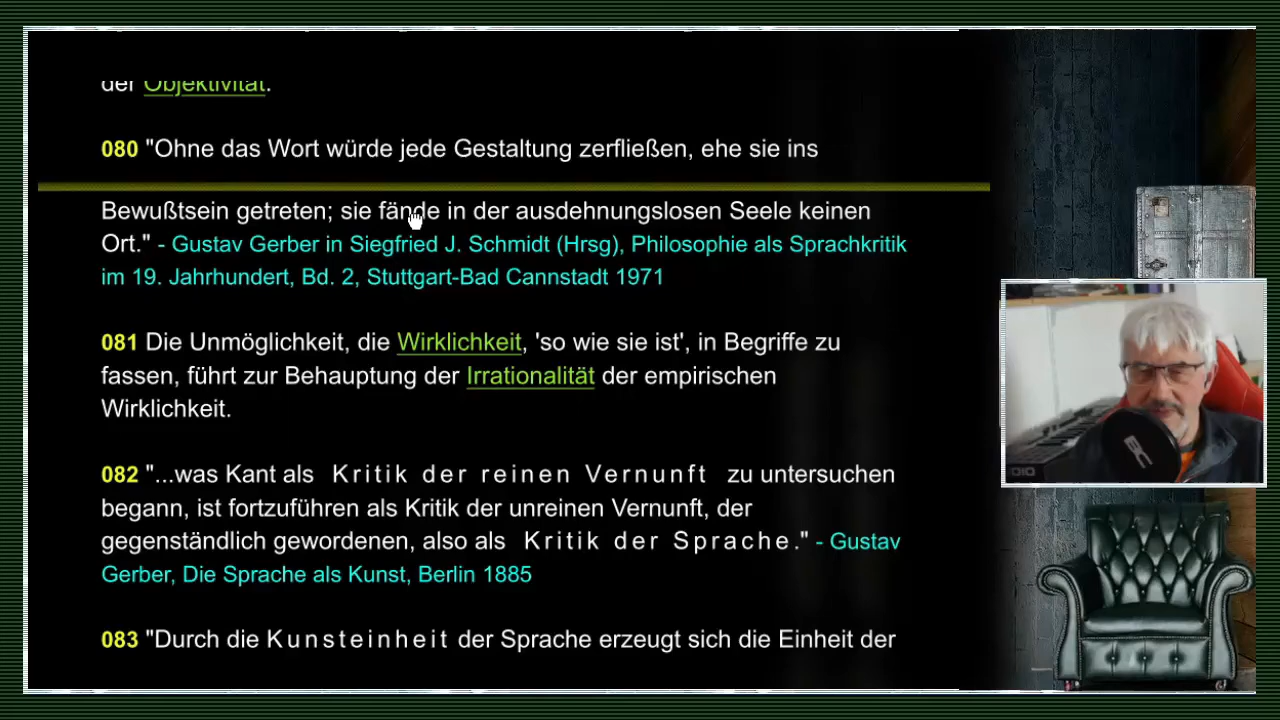 der Objektivität.
080 "Ohne das Wort würde jede Gestaltung zerfließen, ehe sie ins
Bewußtsein getreten; sie fände in der ausdehnungslosen Seele keinen
Ort." - Gustav Gerber in Siegfried J. Schmidt (Hrsg), Philosophie als Sprachkritik
im 19. Jahrhundert, Bd. 2, Stuttgart-Bad Cannstadt 1971
081 Die Unmöglichkeit, die Wirklichkeit, 'so wie sie ist', in Begriffe zu
fassen, führt zur Behauptung der Irrationalität der empirischen
Wirklichkeit.
082 "...was Kant als Kritik der reinen Vernunft zu untersuchen
begann, ist fortzuführen als Kritik der unreinen Vernunft, der
gegenständlich gewordenen, also als Kritik der Sprache." - Gustav
Gerber, Die Sprache als Kunst, Berlin 1885
083 "Durch die Kunsteinheit der Sprache erzeugt sich die Einheit der